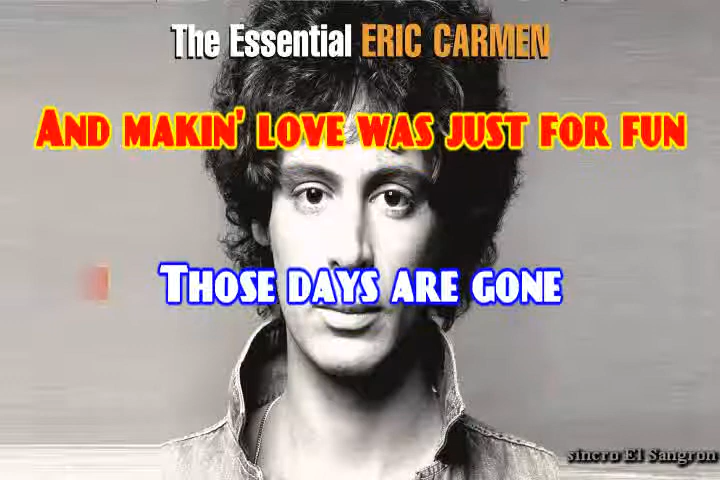 The Essential ERIC CARMEN
AND MAKIN' LOVE WAS JUST FOR FUN
THOSE DAYS ARE GONE
sincro El Sangron